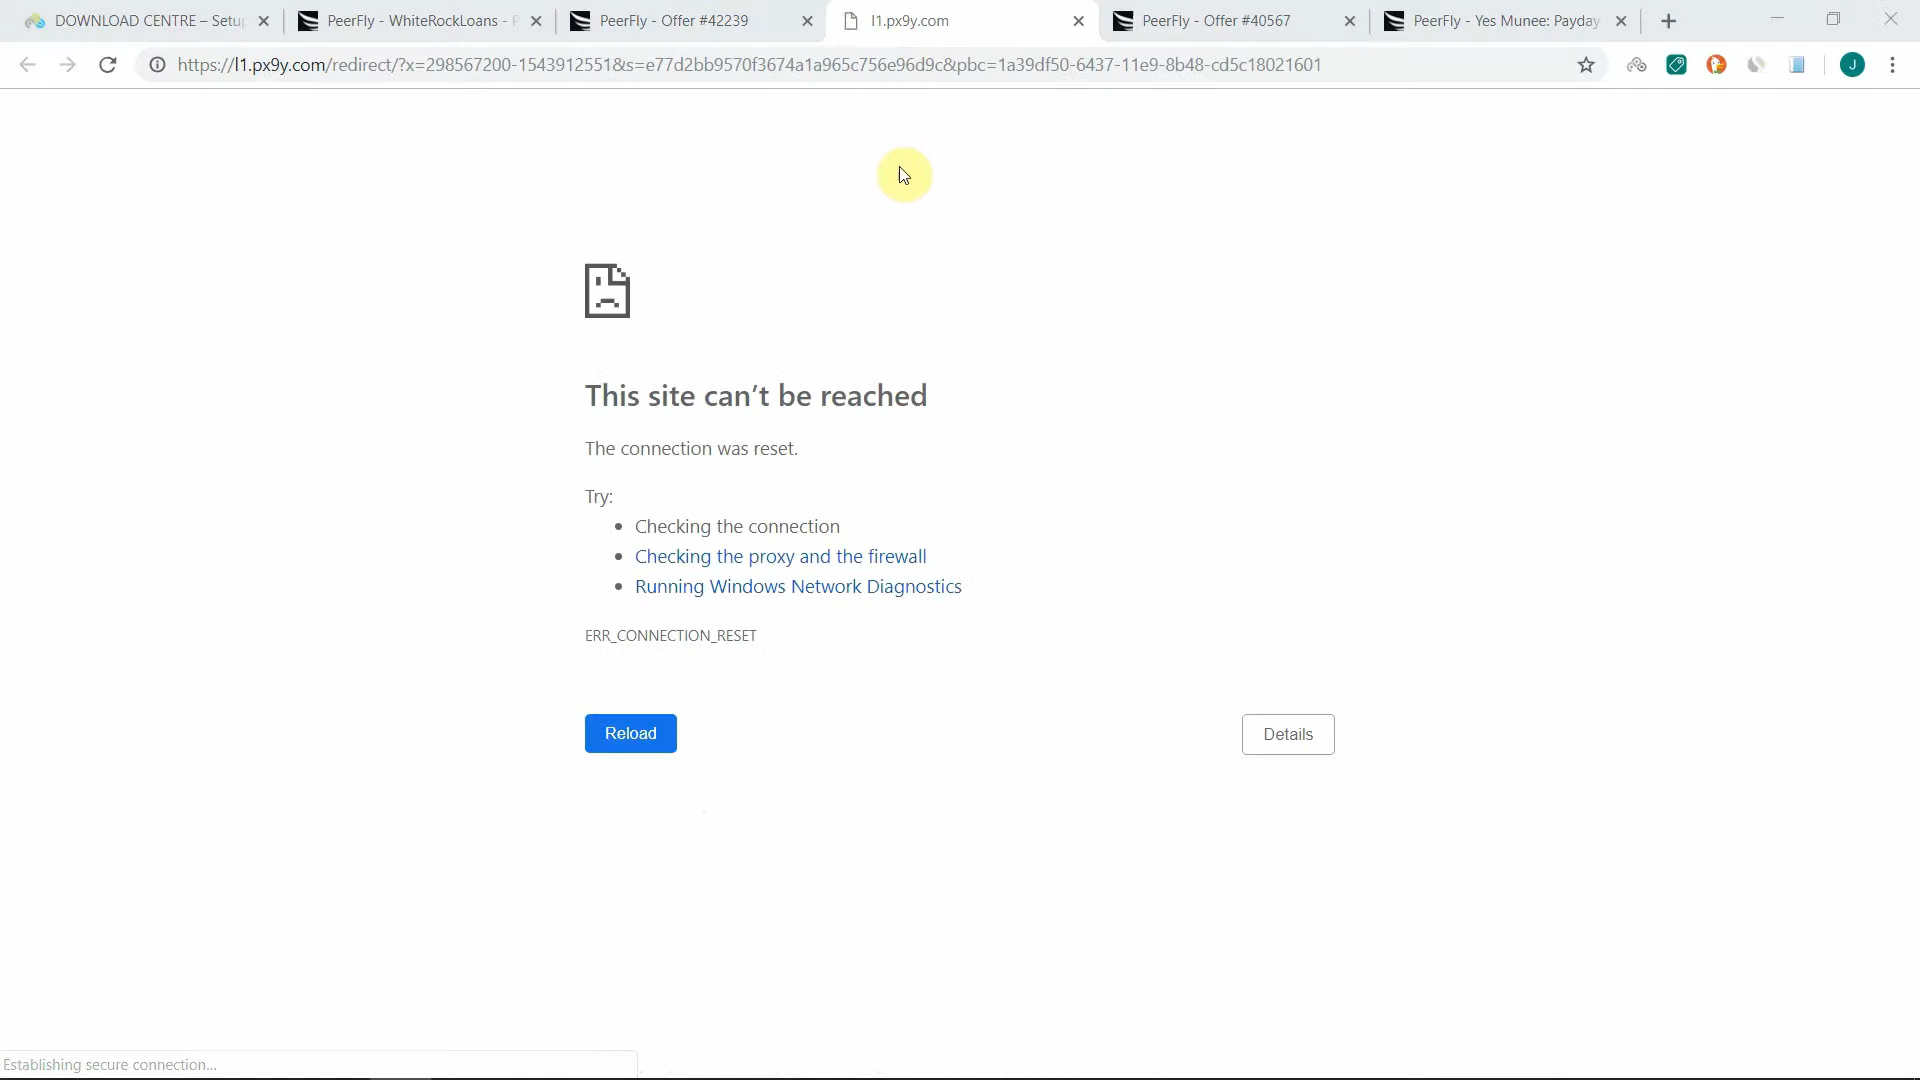 DOWNLOAD CENTRE – Setu
PeerFly - WhiteRockLoans - P
PeerFly - Offer #42239
l1.px9y.com
PeerFly - Offer #40567
PeerFly - Yes Munee: Payday
https://l1.px9y.com/redirect/?x=298567200-1543912551&s=e77d2bb9570f3674a1a965c756e96d9c&pbc=1a39df50-6437-11e9-8b48-cd5c18021601
J
This site can’t be reached
The connection was reset.
Try:
• Checking the connection
• Checking the proxy and the firewall
• Running Windows Network Diagnostics
ERR_CONNECTION_RESET
Reload
Details
Establishing secure connection...